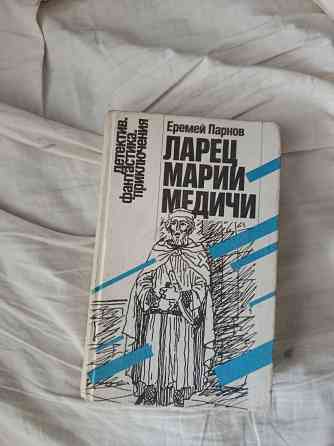 Еремей Парнов
ЛАРЕЦ
МАРИИ
МЕДИЧИ
Детектив.
фантастика.
приключения